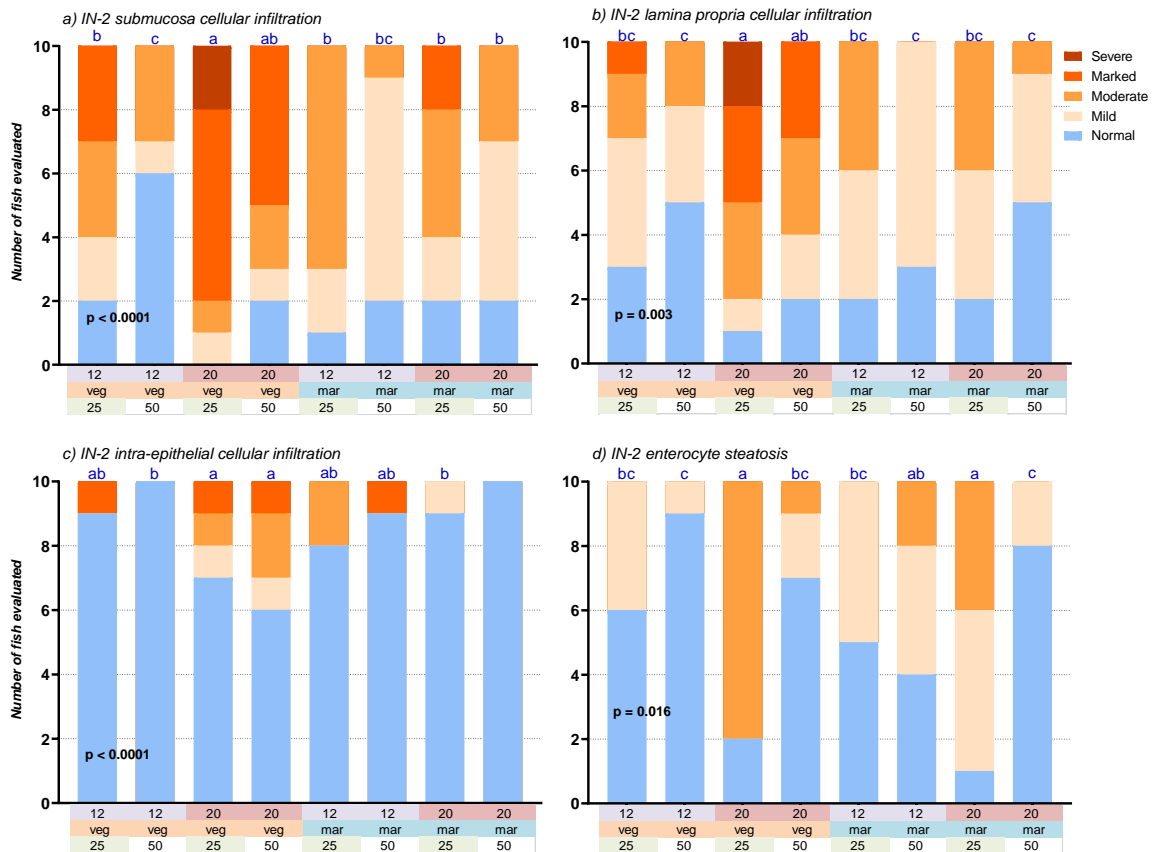 a) IN-2 submucosa cellular infiltration
b c a ab b bc b b
10
8
6
4
2
0
Number of fish evaluated
p < 0.0001
12 12 20 20 12 12 20 20
veg veg veg veg mar mar mar mar
25 50 25 50 25 50 25 50
b) IN-2 lamina propria cellular infiltration
bc c a ab bc c bc c
10
8
6
4
2
0
p = 0.003
12 12 20 20 12 12 20 20
veg veg veg veg mar mar mar mar
25 50 25 50 25 50 25 50
Severe
Marked
Moderate
Mild
Normal
c) IN-2 intra-epithelial cellular infiltration
ab b a a ab ab b
10
8
6
4
2
0
Number of fish evaluated
p < 0.0001
12 12 20 20 12 12 20 20
veg veg veg veg mar mar mar mar
25 50 25 50 25 50 25 50
d) IN-2 enterocyte steatosis
bc c a bc bc ab a c
10
8
6
4
2
0
p = 0.016
12 12 20 20 12 12 20 20
veg veg veg veg mar mar mar mar
25 50 25 50 25 50 25 50